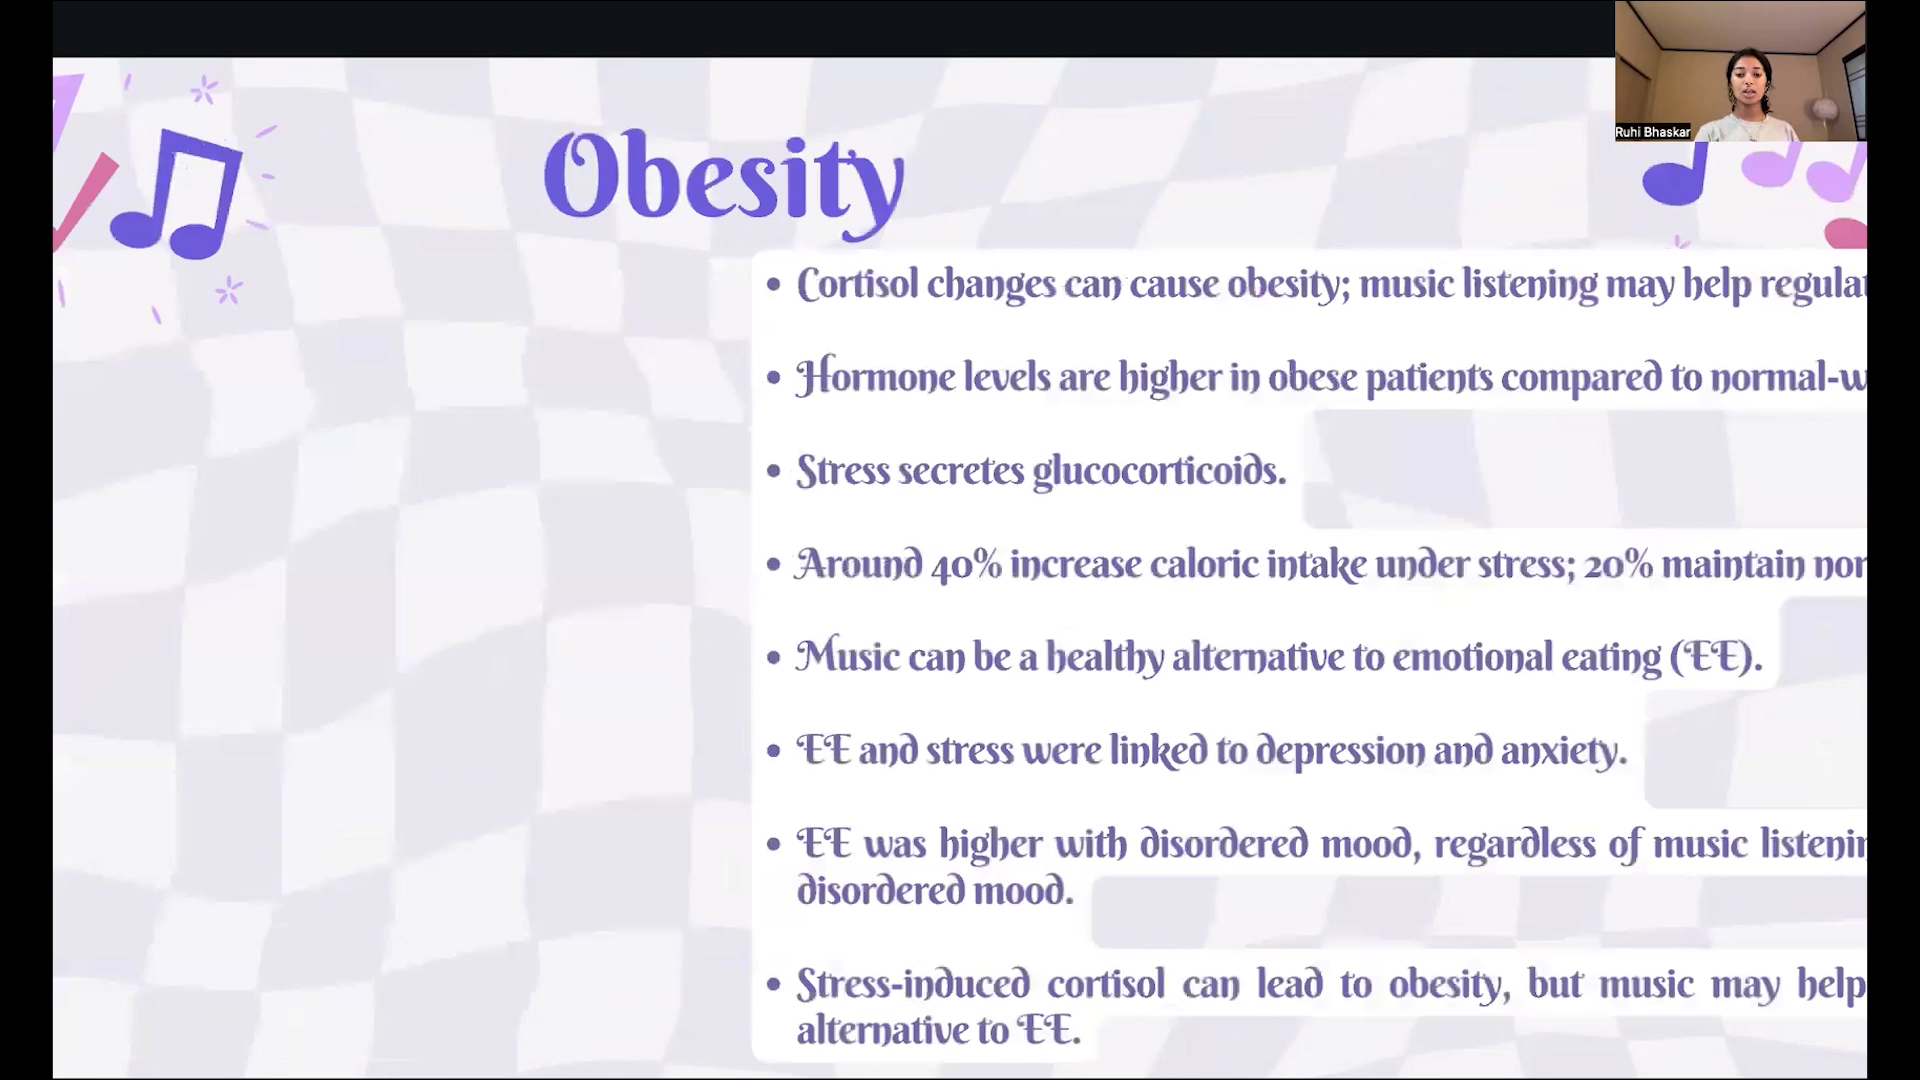 Ruhi Bhaskar
Obesity
• Cortisol changes can cause obesity; music listening may help
• Hormone levels are higher in obese patients compared to
• Stress secretes glucocorticoids.
• Around 40% increase caloric intake under stress; 20% maintain
• Music can be a healthy alternative to emotional eating (EE).
• EE and stress were linked to depression and anxiety.
• EE was higher with disordered mood, regardless of music
disordered mood.
• Stress-induced cortisol can lead to obesity, but music may help
alternative to EE.